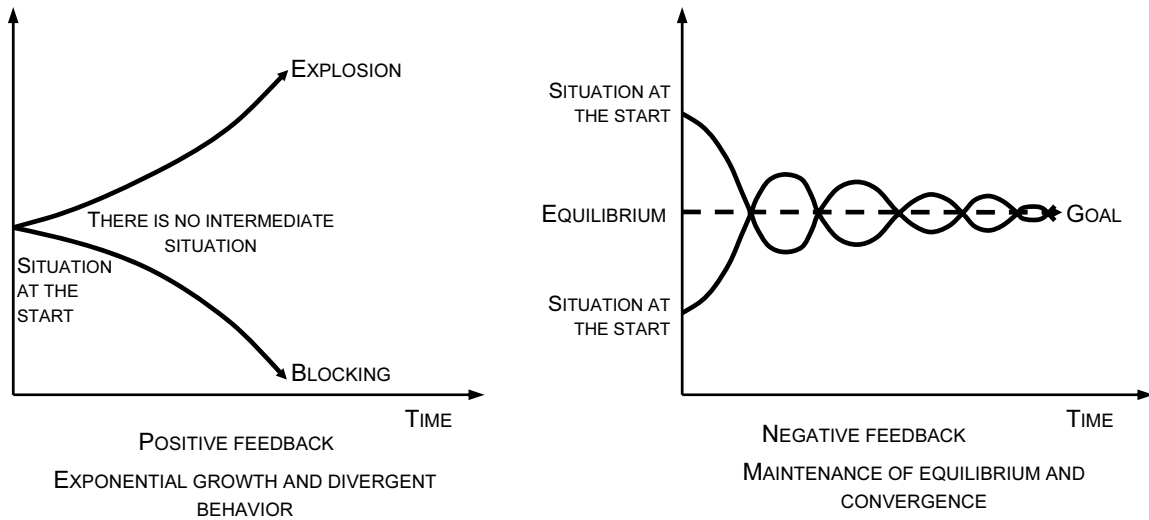 EXPLOSION
THERE IS NO INTERMEDIATE
SITUATION
SITUATION
AT THE
START
BLOCKING
TIME
POSITIVE FEEDBACK
EXPONENTIAL GROWTH AND DIVERGENT
BEHAVIOR
SITUATION AT
THE START
EQUILIBRIUM
GOAL
SITUATION AT
THE START
TIME
NEGATIVE FEEDBACK
MAINTENANCE OF EQUILIBRIUM AND
CONVERGENCE